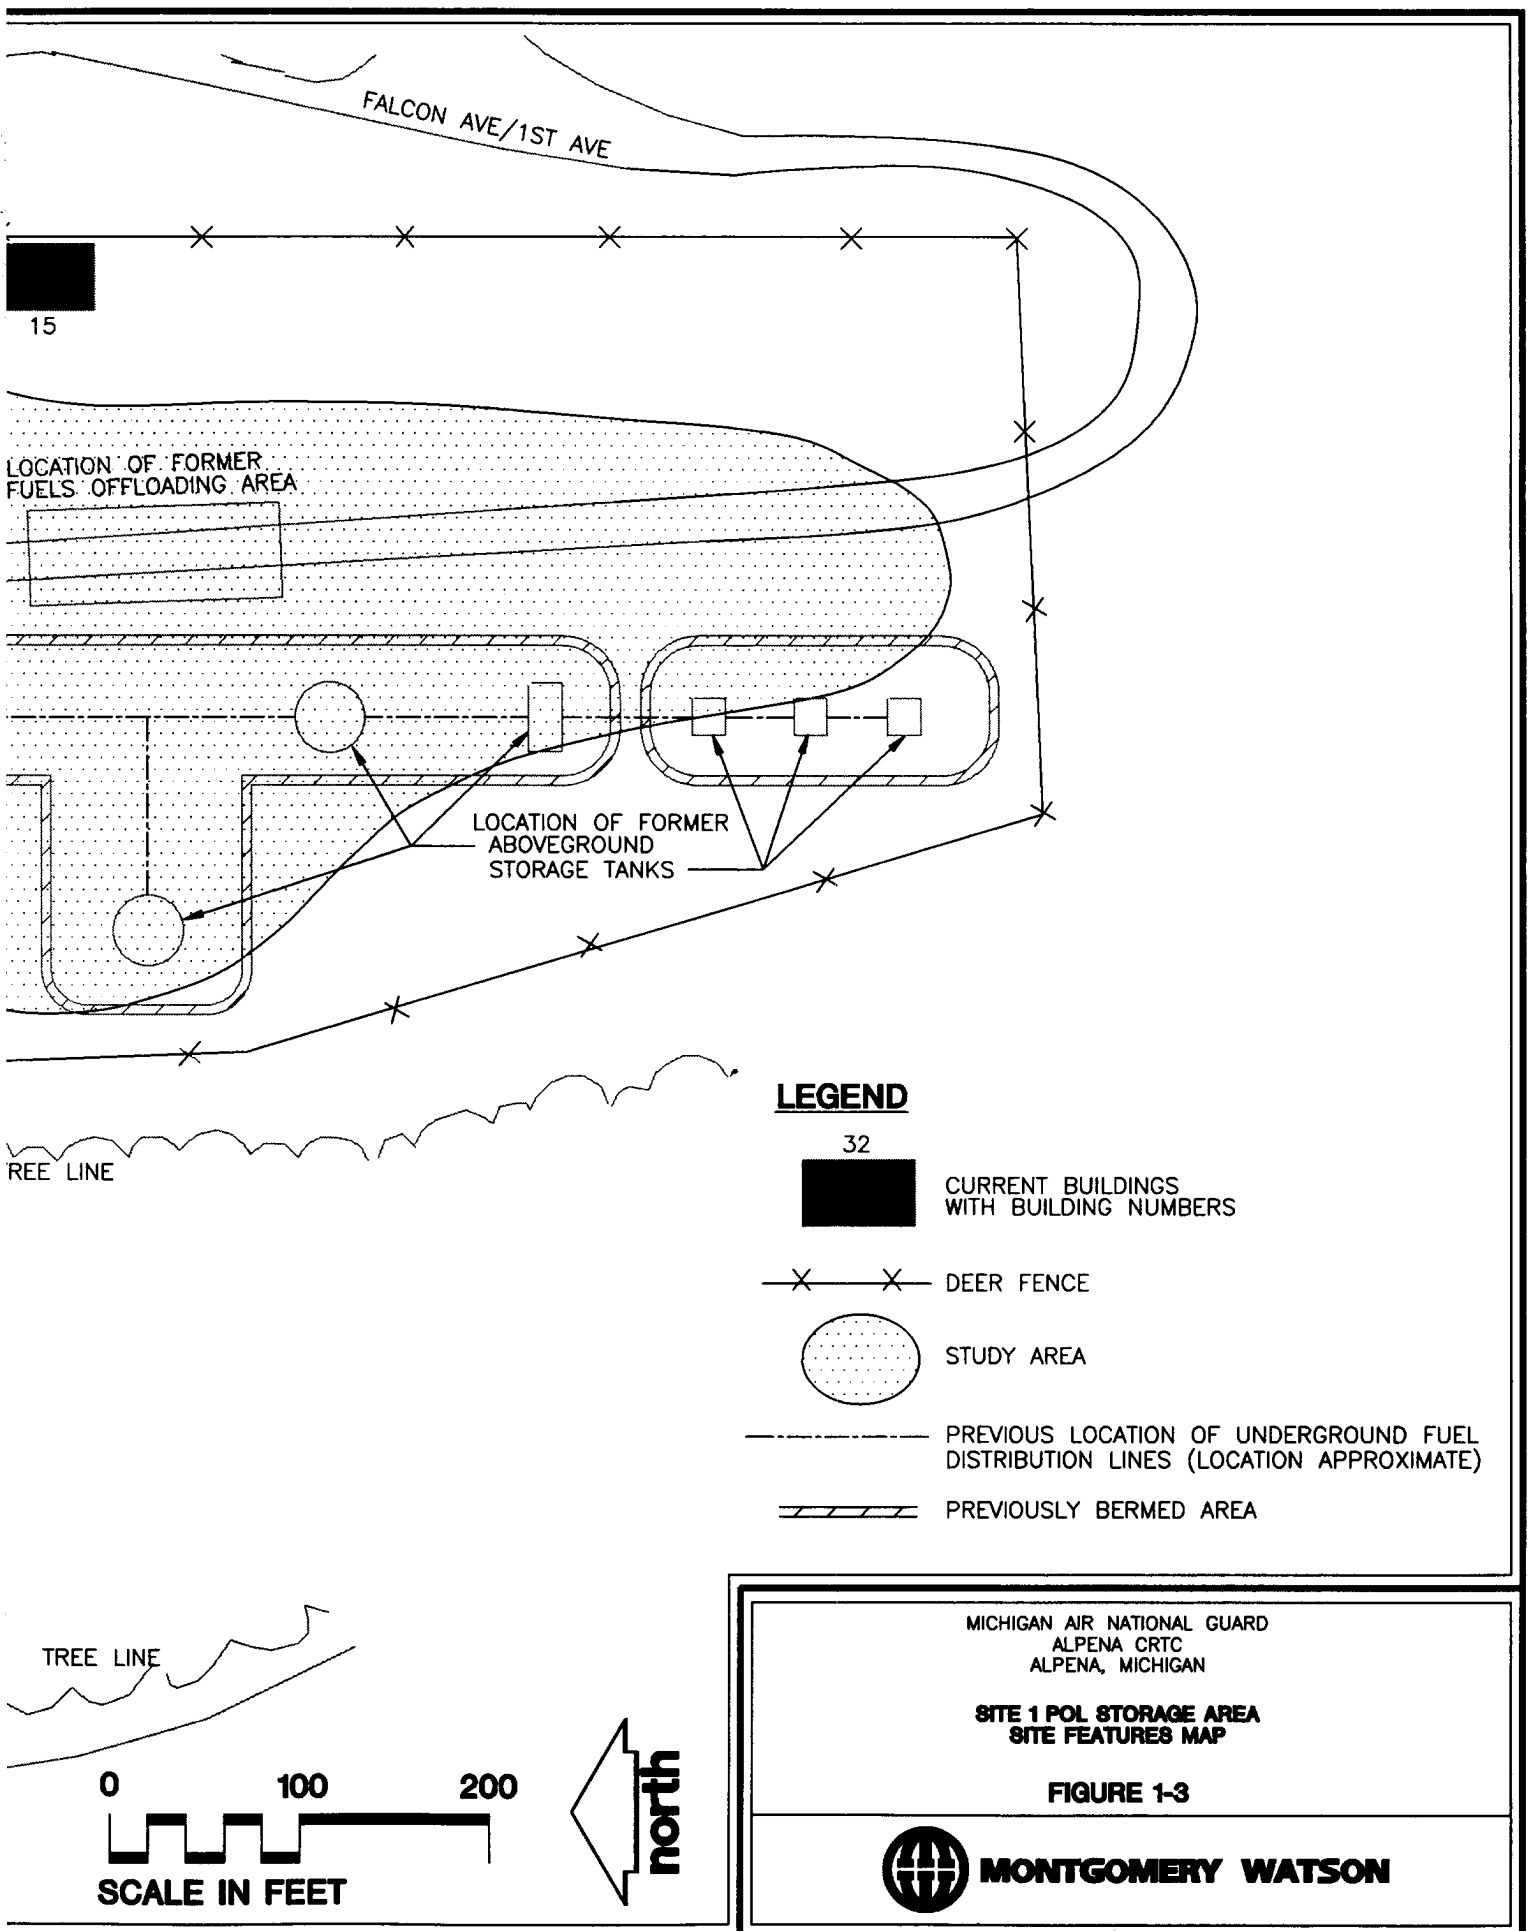 FALCON AVE/1ST AVE
15
LOCATION OF FORMER
FUELS OFFLOADING AREA
LOCATION OF FORMER
ABOVEGROUND
STORAGE TANKS
REE LINE
LEGEND
32
CURRENT BUILDINGS
WITH BUILDING NUMBERS
DEER FENCE
STUDY AREA
PREVIOUS LOCATION OF UNDERGROUND FUEL
DISTRIBUTION LINES (LOCATION APPROXIMATE)
PREVIOUSLY BERMED AREA
TREE LINE
0 100 200
SCALE IN FEET
north
MICHIGAN AIR NATIONAL GUARD
ALPENA CRTC
ALPENA, MICHIGAN
SITE 1 POL STORAGE AREA
SITE FEATURES MAP
FIGURE 1-3
MONTGOMERY WATSON